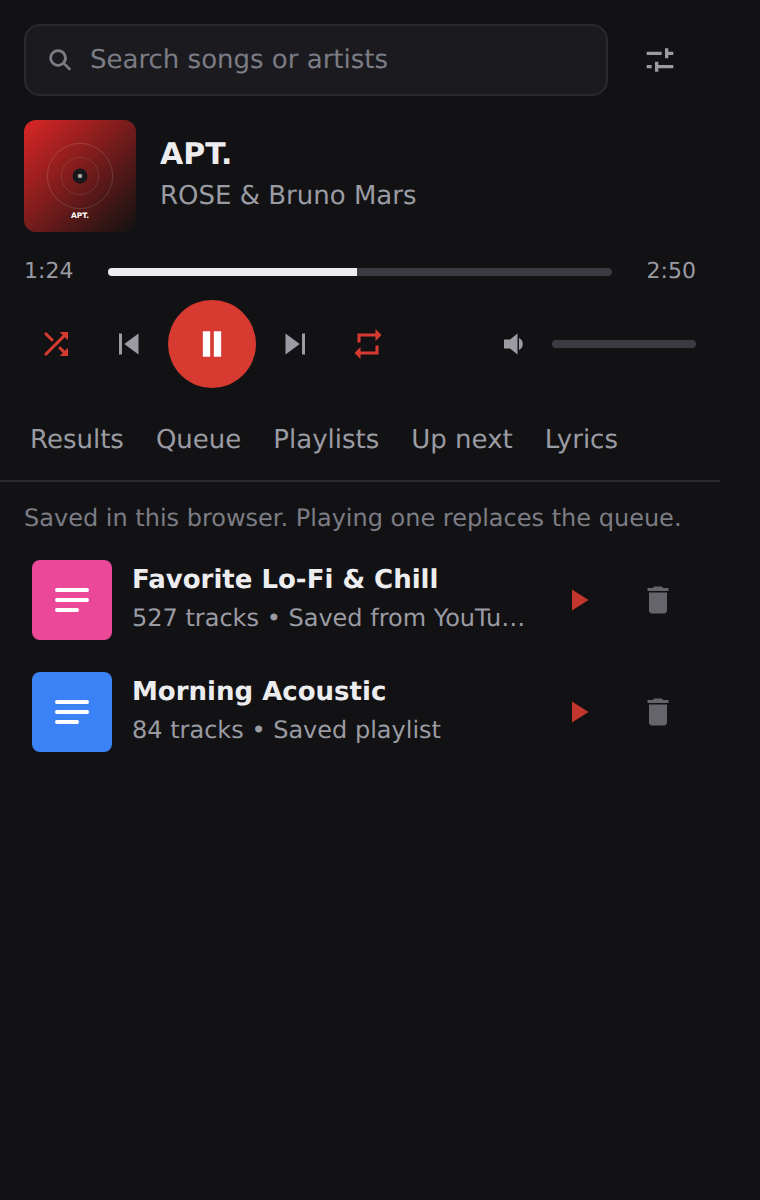 Search songs or artists
APT.
ROSE & Bruno Mars
APT.
1:24
2:50
Results Queue Playlists Up next Lyrics
Saved in this browser. Playing one replaces the queue.
Favorite Lo-Fi & Chill
527 tracks • Saved from YouTu...
Morning Acoustic
84 tracks • Saved playlist